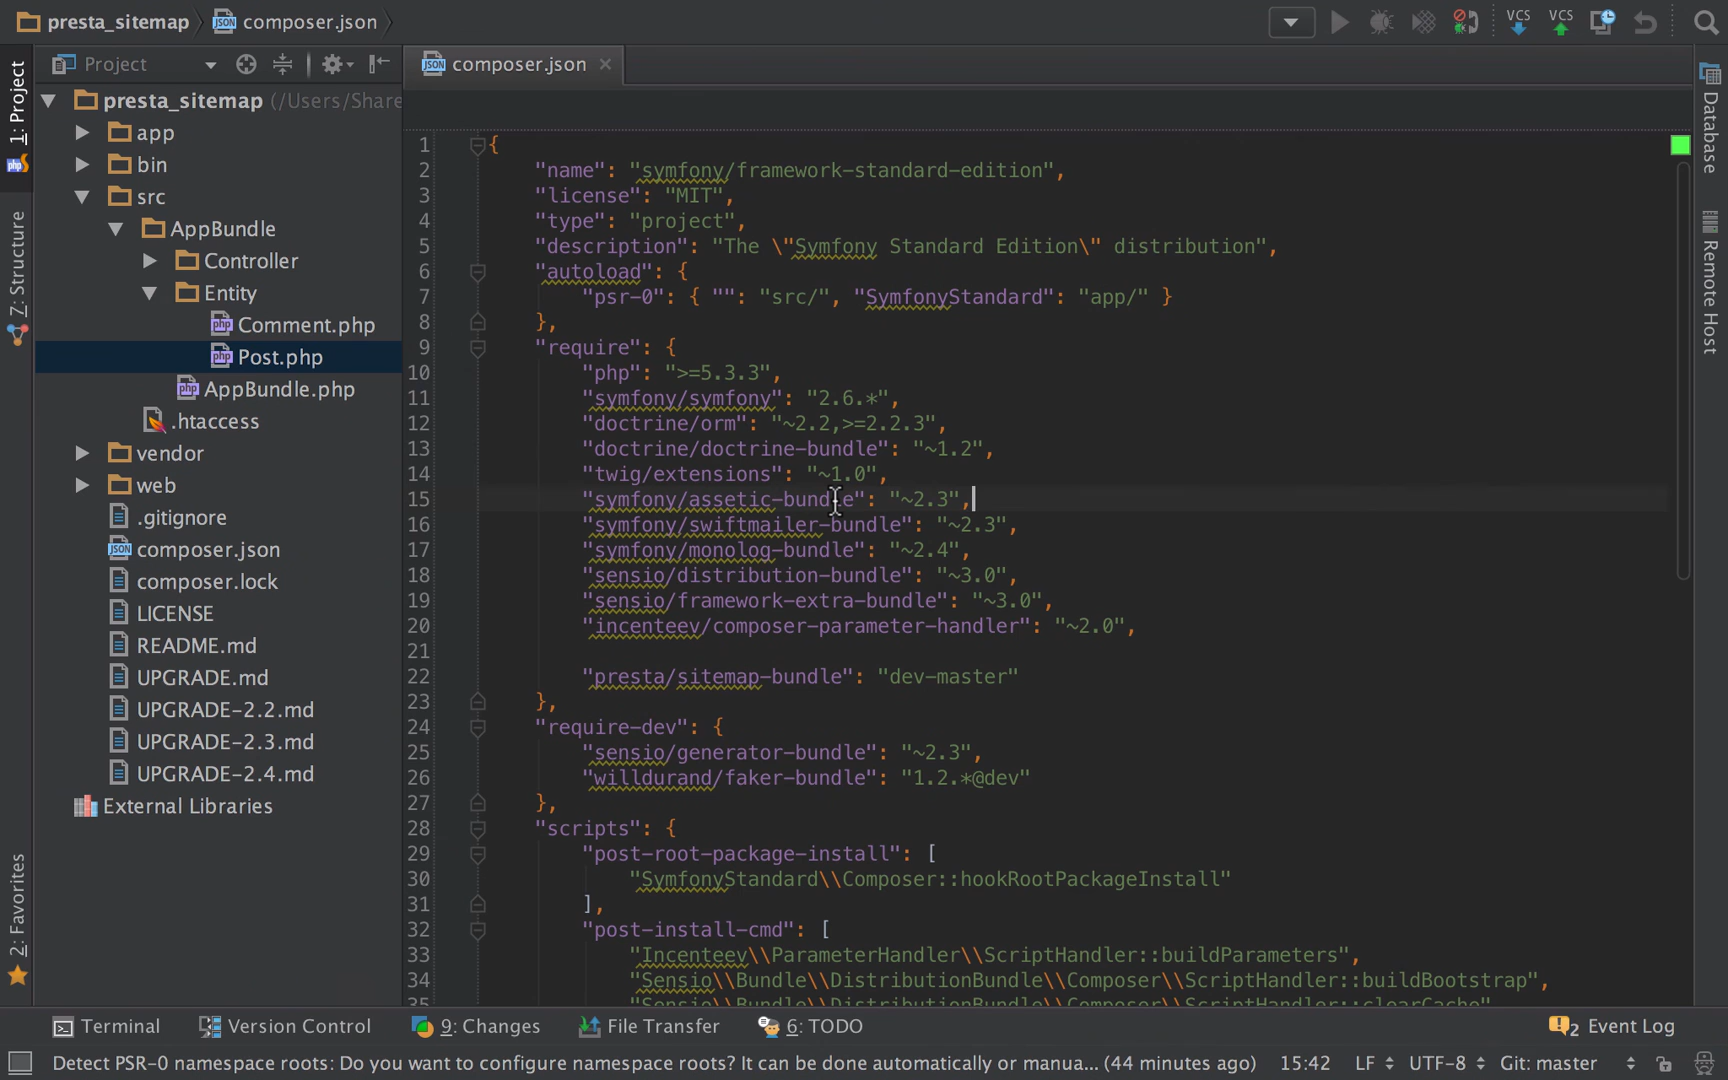 presta_sitemap composer.json
VCS VCS
Project
composer.json
1: Project
7: Structure
2: Favorites
presta_sitemap (/Users/Share
app
bin
src
AppBundle
Controller
Entity
Comment.php
Post.php
AppBundle.php
.htaccess
vendor
web
.gitignore
composer.json
composer.lock
LICENSE
README.md
UPGRADE.md
UPGRADE-2.2.md
UPGRADE-2.3.md
UPGRADE-2.4.md
External Libraries
1 {
2 "name": "symfony/framework-standard-edition",
3 "license": "MIT",
4 "type": "project",
5 "description": "The \"Symfony Standard Edition\" distribution",
6 "autoload": {
7 "psr-0": { "": "src/", "SymfonyStandard": "app/" }
8 },
9 "require": {
10 "php": ">=5.3.3",
11 "symfony/symfony": "2.6.*",
12 "doctrine/orm": "~2.2,>=2.2.3",
13 "doctrine/doctrine-bundle": "~1.2",
14 "twig/extensions": "~1.0",
15 "symfony/assetic-bundle": "~2.3",
16 "symfony/swiftmailer-bundle": "~2.3",
17 "symfony/monolog-bundle": "~2.4",
18 "sensio/distribution-bundle": "~3.0",
19 "sensio/framework-extra-bundle": "~3.0",
20 "incenteev/composer-parameter-handler": "~2.0",
21
22 "presta/sitemap-bundle": "dev-master"
23 },
24 "require-dev": {
25 "sensio/generator-bundle": "~2.3",
26 "willdurand/faker-bundle": "1.2.*@dev"
27 },
28 "scripts": {
29 "post-root-package-install": [
30 "SymfonyStandard\\Composer::hookRootPackageInstall"
31 ],
32 "post-install-cmd": [
33 "Incenteev\\ParameterHandler\\ScriptHandler::buildParameters",
34 "Sensio\\Bundle\\DistributionBundle\\Composer\\ScriptHandler::buildBootstrap",
35 "Sensio\\Bundle\\DistributionBundle\\Composer\\ScriptHandler::clearCache"
Database
Remote Host
Terminal Version Control 9: Changes File Transfer 6: TODO 2 Event Log
Detect PSR-0 namespace roots: Do you want to configure namespace roots? It can be done automatically or manua... (44 minutes ago) 15:42 LF UTF-8 Git: master